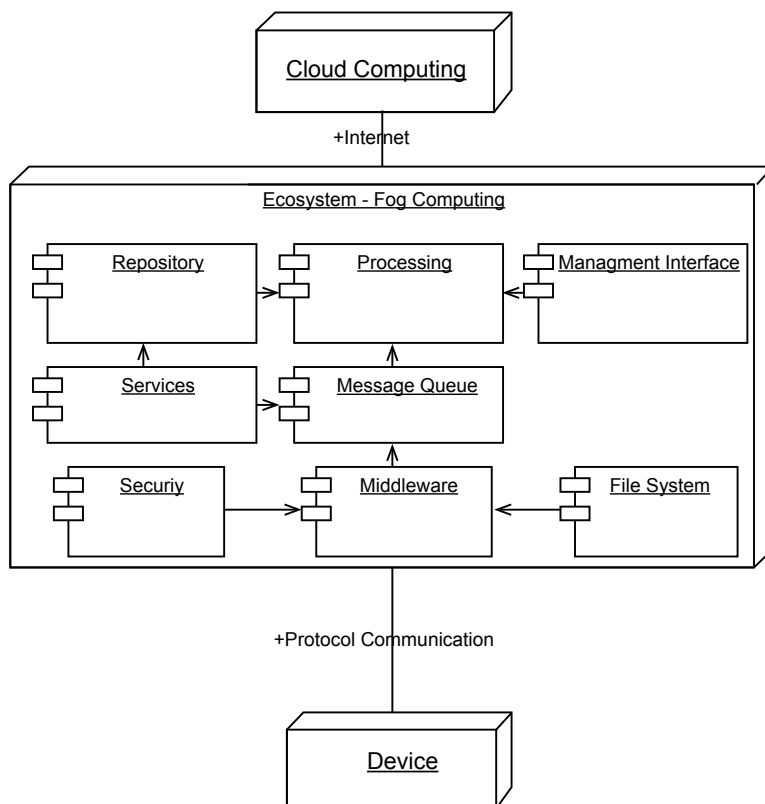 Cloud Computing
+Internet
Ecosystem - Fog Computing
Repository
Processing
Managment Interface
Services
Message Queue
Securiy
Middleware
File System
+Protocol Communication
Device